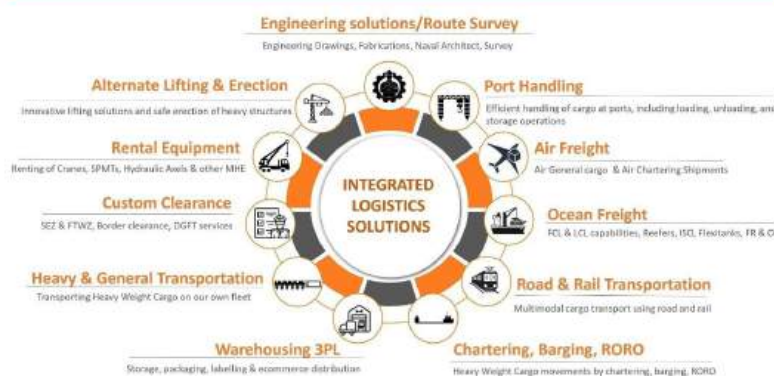 Engineering solutions/Route Survey
Engineering Drawings, Fabrications, Naval Architect, Survey
Alternate Lifting & Erection
Innovative lifting solutions and safe erection of heavy structures
Port Handling
Efficient handling of cargo at ports, including loading, unloading, and
storage operations
Rental Equipment
Renting of Cranes, SPMTs, Hydraulic Axels & other MHE
Air Freight
Air General cargo & Air Chartering Shipments
INTEGRATED
LOGISTICS
SOLUTIONS
Custom Clearance
SEZ & FTWZ, Border clearance, DGFT services
Ocean Freight
FCL & LCL capabilities, Reefers, ISO, Flexitanks, FR &
Heavy & General Transportation
Transporting Heavy Weight Cargo on our own fleet
Road & Rail Transportation
Multimodal cargo transport using road and rail
Warehousing 3PL
Storage, packaging, labelling & ecommerce distribution
Chartering, Barging, RORO
Heavy Weight Cargo movements by chartering, barging, RORO